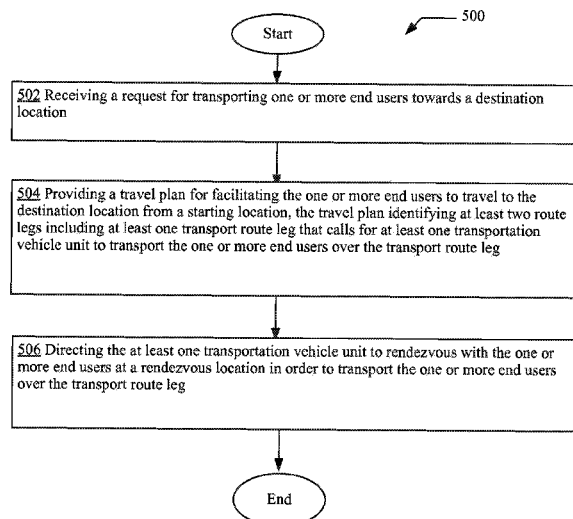 500
Start
502 Receiving a request for transporting one or more end users towards a destination
location
504 Providing a travel plan for facilitating the one or more end users to travel to the
destination location from a starting location, the travel plan identifying at least two route
legs including at least one transport route leg that calls for at least one transportation
vehicle unit to transport the one or more end users over the transport route leg
506 Directing the at least one transportation vehicle unit to rendezvous with the one or
more end users at a rendezvous location in order to transport the one or more end users
over the transport route leg
End